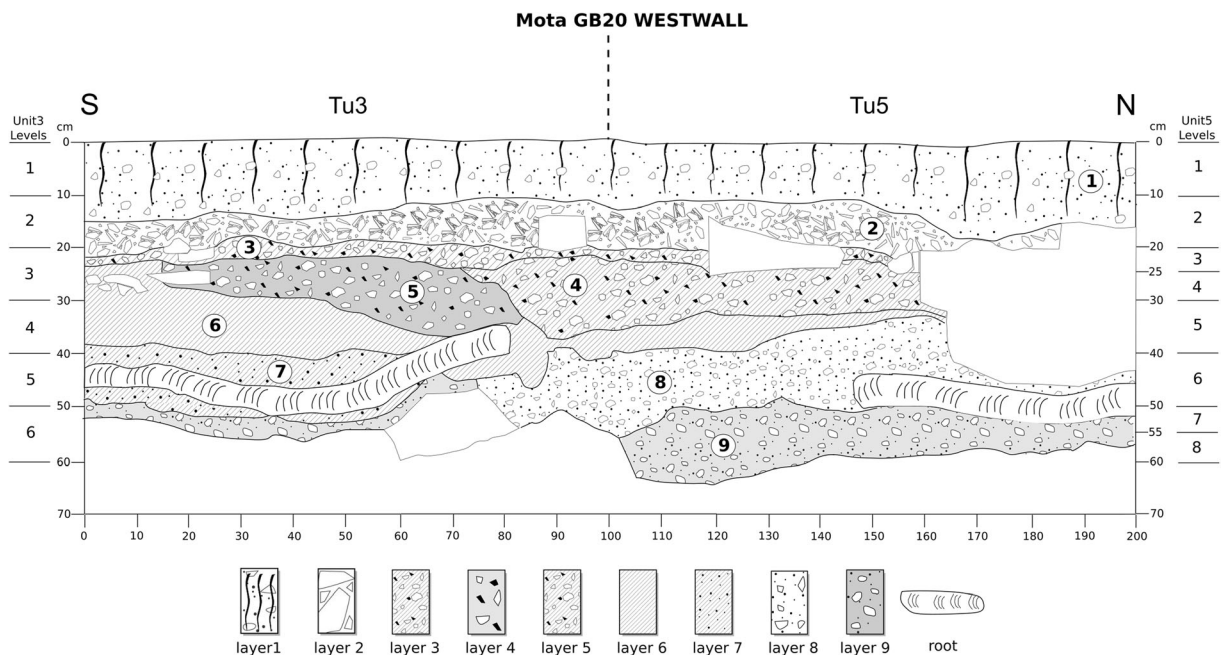 Mota GB20 WESTWALL
S Tu3 Tu5 N
Unit3 Levels cm
cm Unit5 Levels
0 0
1 1
1
10 10
2 2 2
20 3 20
3 3
5 4 25
4
30 30
4 6 5
40 40
7 8 6
5
50 50
7
6 9 55
8
60 60
70 70
0 10 20 30 40 50 60 70 80 90 100 110 120 130 140 150 160 170 180 190 200
layer1 layer 2 layer 3 layer 4 layer 5 layer 6 layer 7 layer 8 layer 9 root